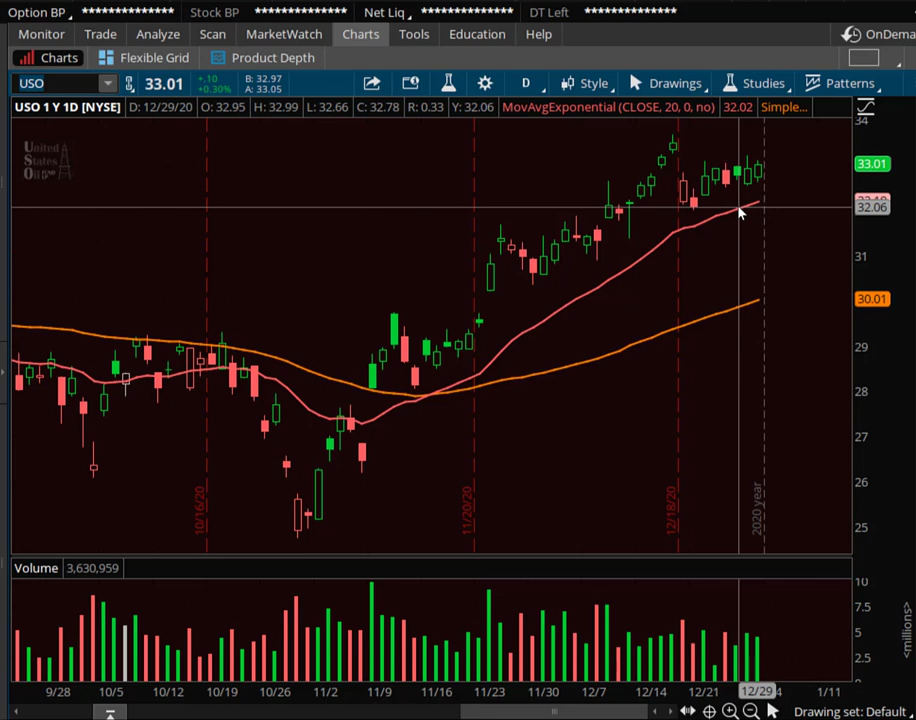 Option BP ************** Stock BP ************** Net Liq ************** DT Left **************
Monitor Trade Analyze Scan MarketWatch Charts Tools Education Help OnDema
Charts Flexible Grid Product Depth
USO 33.01 +.10 +0.30% B: 32.97 A: 33.05 D Style Drawings Studies Patterns
USO 1 Y 1D [NYSE] D: 12/29/20 O: 32.95 H: 32.99 L: 32.66 C: 32.78 R: 0.33 Y: 32.06 MovAvgExponential (CLOSE, 20, 0, no) 32.02 Simple...
34
United
States
Oil
33.01
32.06
31
30.01
29
28
27
26
25
10/16/20
11/20/20
12/18/20
2020 year
Volume 3,630,959
10
7.5
5
2.5
0
<millions>
9/28 10/5 10/12 10/19 10/26 11/2 11/9 11/16 11/23 11/30 12/7 12/14 12/21 12/29 4 1/11
Drawing set: Default